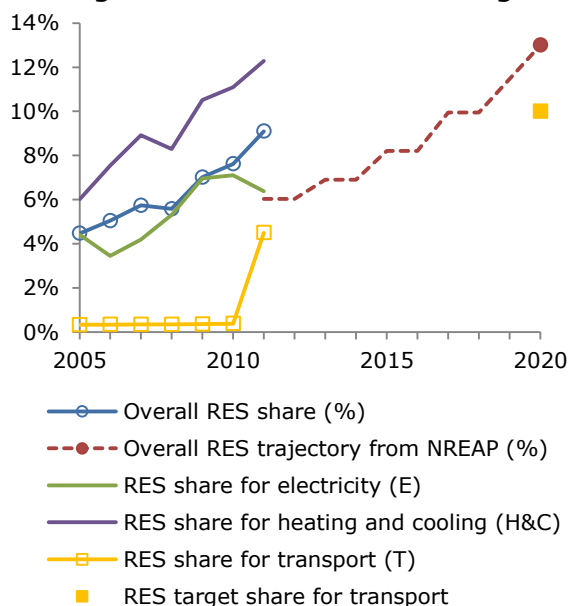 14%
12%
10%
8%
6%
4%
2%
0%
2005 2010 2015 2020
Overall RES share (%)
Overall RES trajectory from NREAP (%)
RES share for electricity (E)
RES share for heating and cooling (H&C)
RES share for transport (T)
RES target share for transport